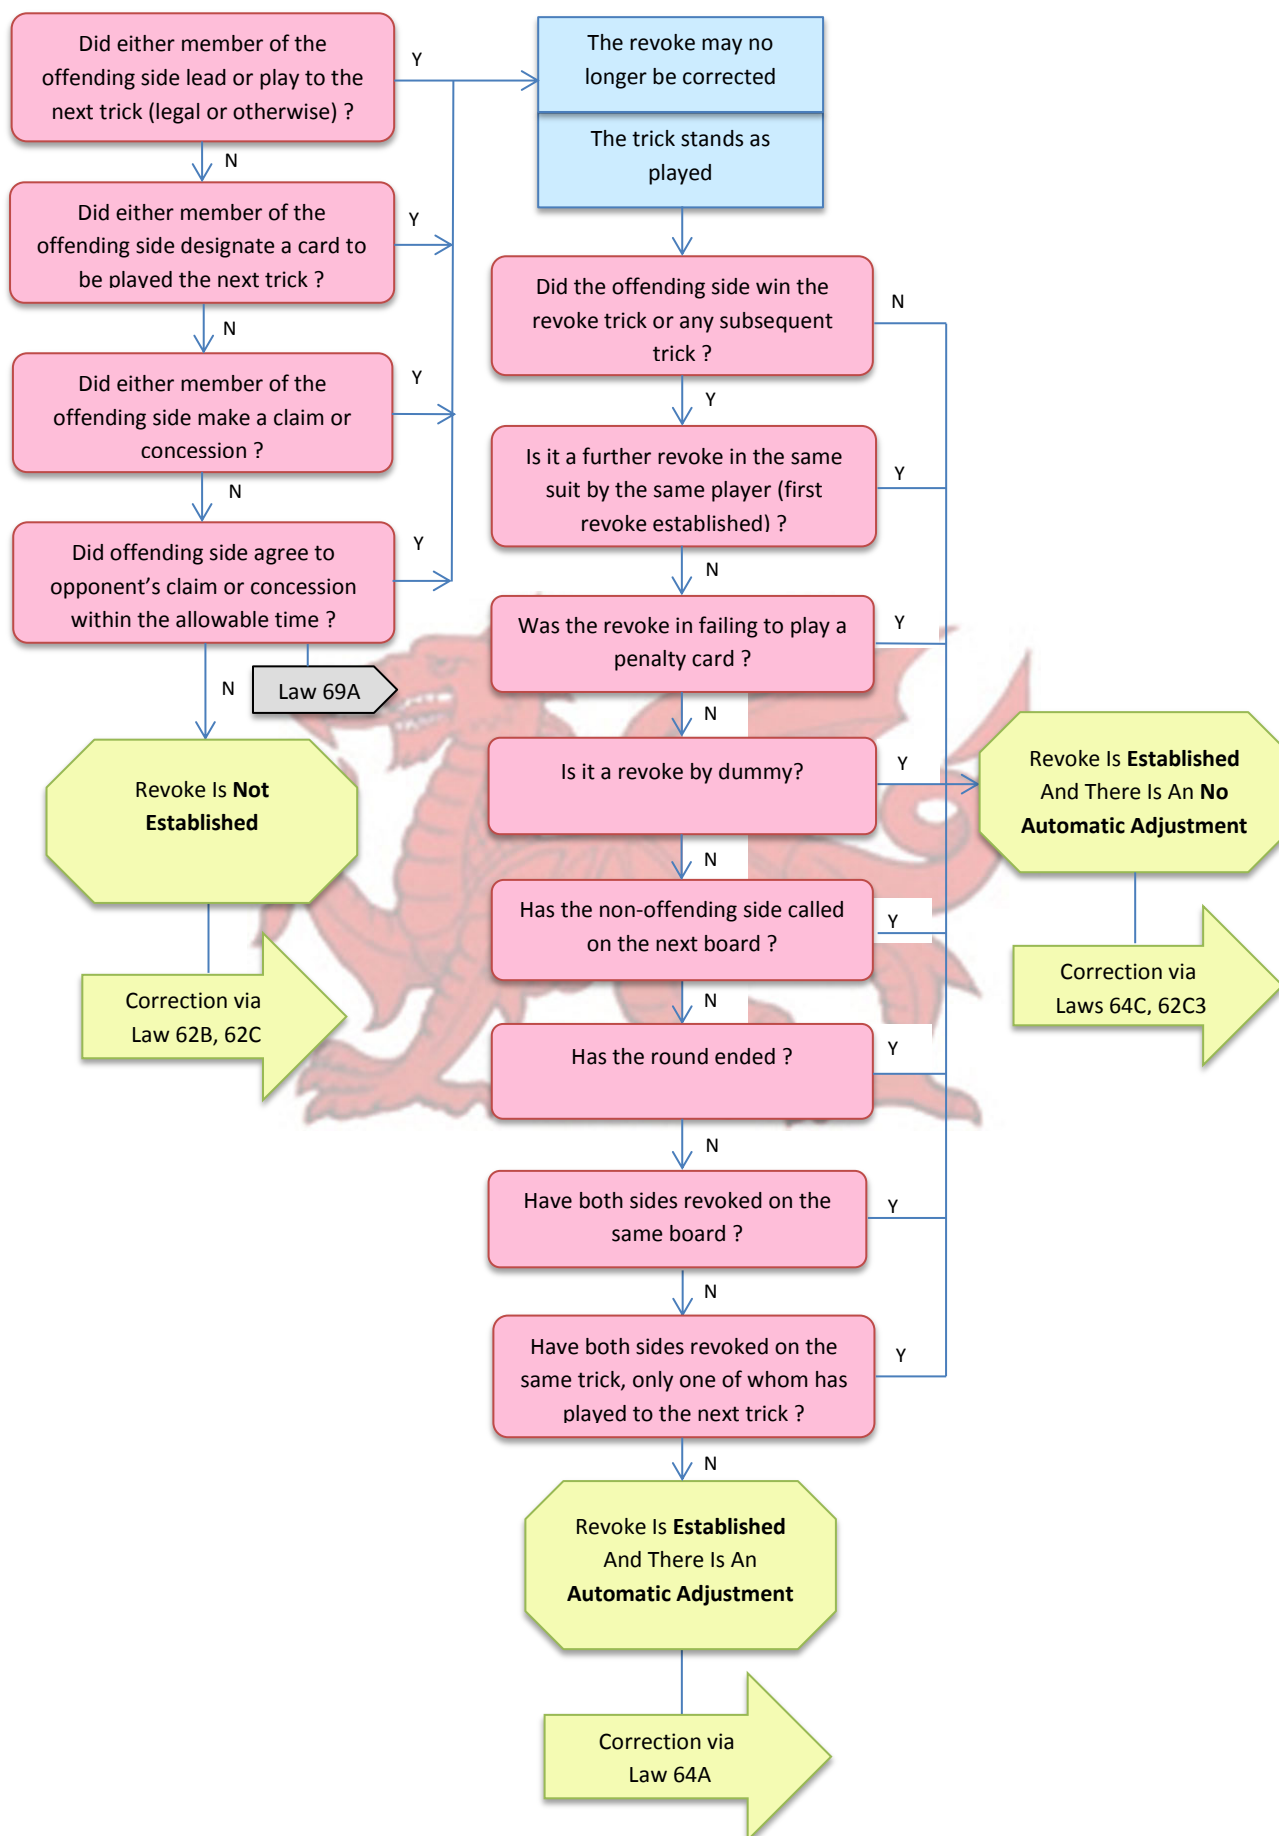 Did either member of the
offending side lead or play to the
next trick (legal or otherwise) ?
Y
N
Did either member of the
offending side designate a card to
be played the next trick ?
Y
N
Did either member of the
offending side make a claim or
concession ?
Y
N
Did offending side agree to
opponent’s claim or concession
within the allowable time ?
Y
N
Law 69A
Revoke Is Not
Established
Correction via
Law 62B, 62C
The revoke may no
longer be corrected
The trick stands as
played
Did the offending side win the
revoke trick or any subsequent
trick ?
N
Y
Is it a further revoke in the same
suit by the same player (first
revoke established) ?
Y
N
Was the revoke in failing to play a
penalty card ?
Y
N
Is it a revoke by dummy?
Y
N
Has the non-offending side called
on the next board ?
Y
N
Has the round ended ?
Y
N
Have both sides revoked on the
same board ?
Y
N
Have both sides revoked on the
same trick, only one of whom has
played to the next trick ?
Y
N
Revoke Is Established
And There Is An No
Automatic Adjustment
Correction via
Laws 64C, 62C3
Revoke Is Established
And There Is An
Automatic Adjustment
Correction via
Law 64A